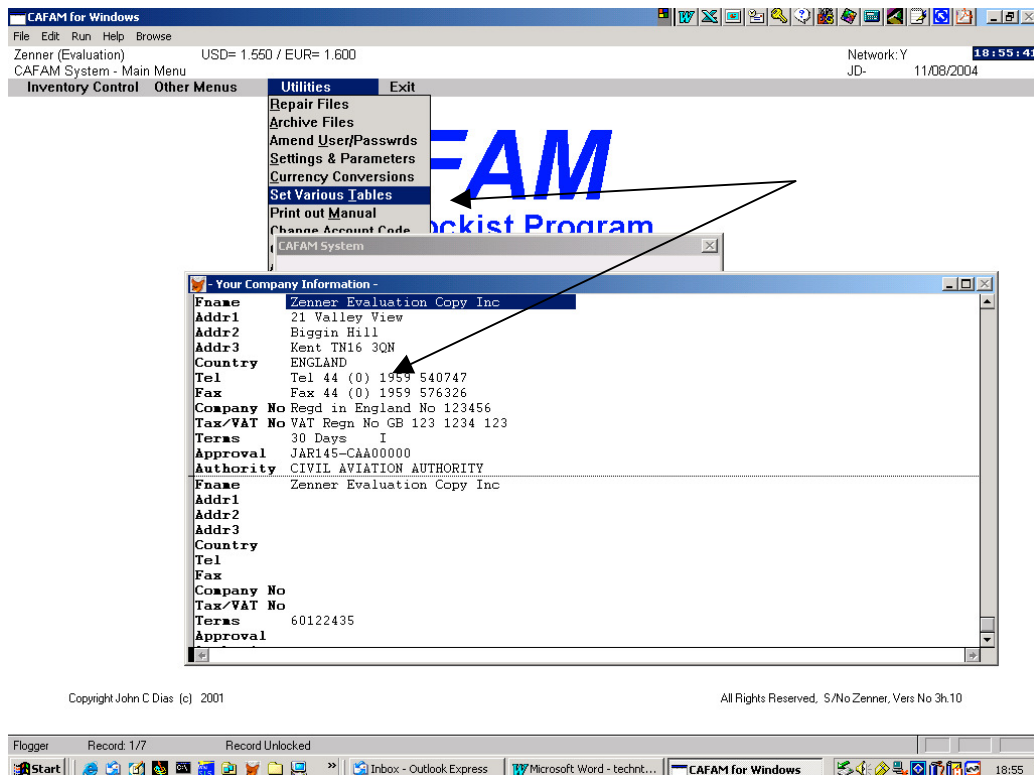 CAFAM for Windows
File Edit Run Help Browse
Zenner (Evaluation) USD= 1.550 / EUR= 1.600 Network: Y 18:55:41
CAFAM System - Main Menu JD- 11/08/2004
Inventory Control Other Menus Utilities Exit
Repair Files
Archive Files
Amend User/Passwrds
Settings & Parameters
Currency Conversions
Set Various Tables
Print out Manual
Change Account Code
FAM
ockist Program
CAFAM System
- Your Company Information -
Fname Zenner Evaluation Copy Inc
Addr1 21 Valley View
Addr2 Biggin Hill
Addr3 Kent TN16 3QN
Country ENGLAND
Tel Tel 44 (0) 1959 540747
Fax Fax 44 (0) 1959 576326
Company No Regd in England No 123456
Tax/VAT No VAT Regn No GB 123 1234 123
Terms 30 Days I
Approval JAR145-CAA00000
Authority CIVIL AVIATION AUTHORITY
Fname Zenner Evaluation Copy Inc
Addr1
Addr2
Addr3
Country
Tel
Fax
Company No
Tax/VAT No
Terms 60122435
Approval
Copyright John C Dias (c) 2001 All Rights Reserved, S/No Zenner, Vers No 3h.10
Flogger Record: 1/7 Record Unlocked
Start Inbox - Outlook Express Microsoft Word - technt... CAFAM for Windows 18:55